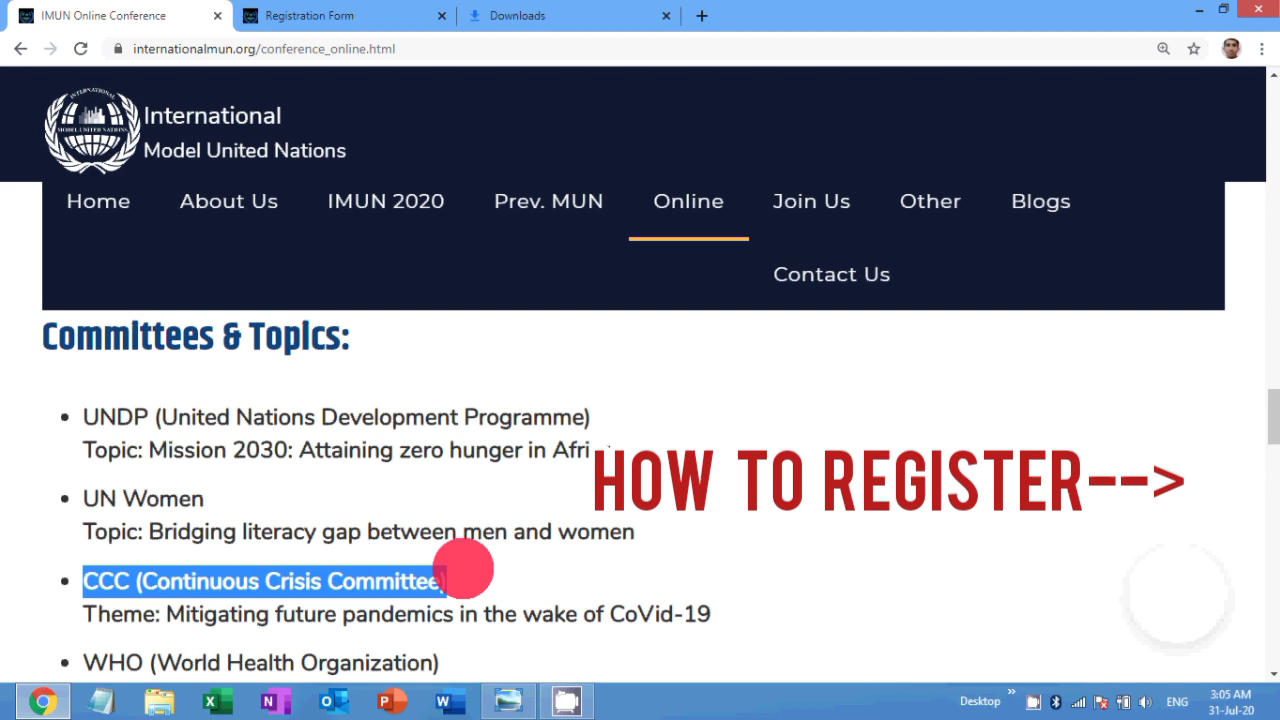 IMUN Online Conference
Registration Form
Downloads
internationalmun.org/conference_online.html
INTERNATIONAL
MODEL UNITED NATIONS
International
Model United Nations
Home About Us IMUN 2020 Prev. MUN Online Join Us Other Blogs
Contact Us
Committees & Topics:
UNDP (United Nations Development Programme)
Topic: Mission 2030: Attaining zero hunger in Afri
HOW TO REGISTER-->
UN Women
Topic: Bridging literacy gap between men and women
CCC (Continuous Crisis Committee)
Theme: Mitigating future pandemics in the wake of CoVid-19
WHO (World Health Organization)
Desktop
ENG
3:05 AM
31-Jul-20